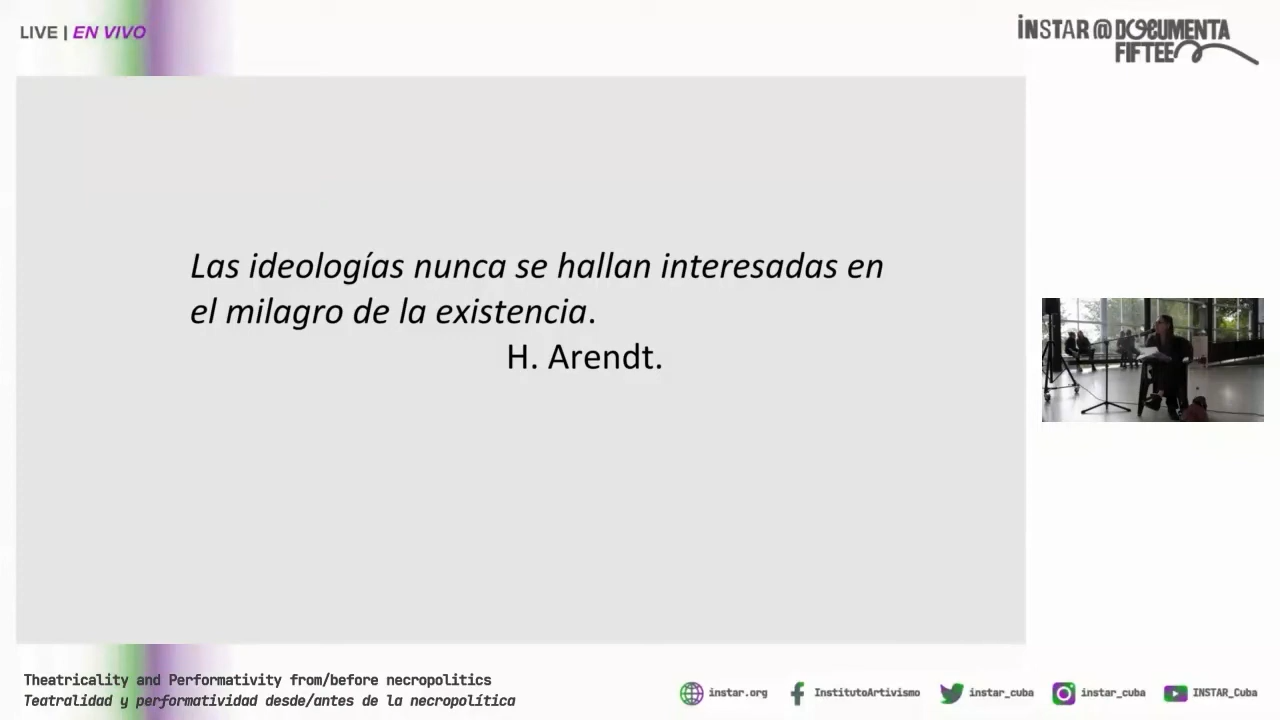 LIVE | EN VIVO
INSTAR @ DOCUMENTA
FIFTEEN
Las ideologías nunca se hallan interesadas en
el milagro de la existencia.
H. Arendt.
Theatricality and Performativity from/before necropolitics
Teatralidad y performatividad desde/antes de la necropolítica
instar.org
InstitutoArtivismo
instar_cuba
instar_cuba
INSTAR_Cuba